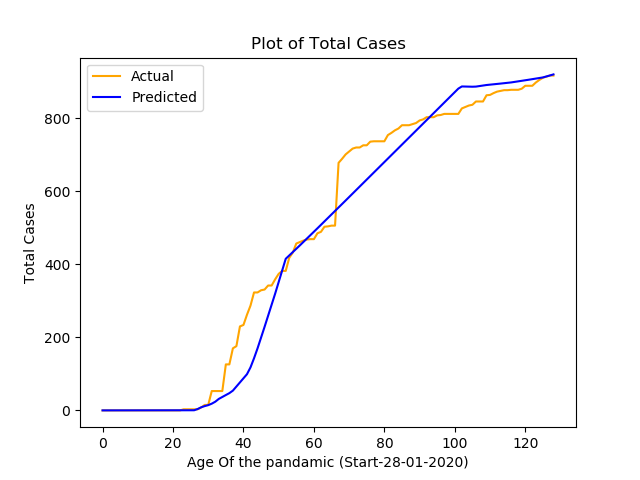 Plot of Total Cases
Actual
Predicted
800
600
400
200
0
Total Cases
0 20 40 60 80 100 120
Age Of the pandamic (Start-28-01-2020)